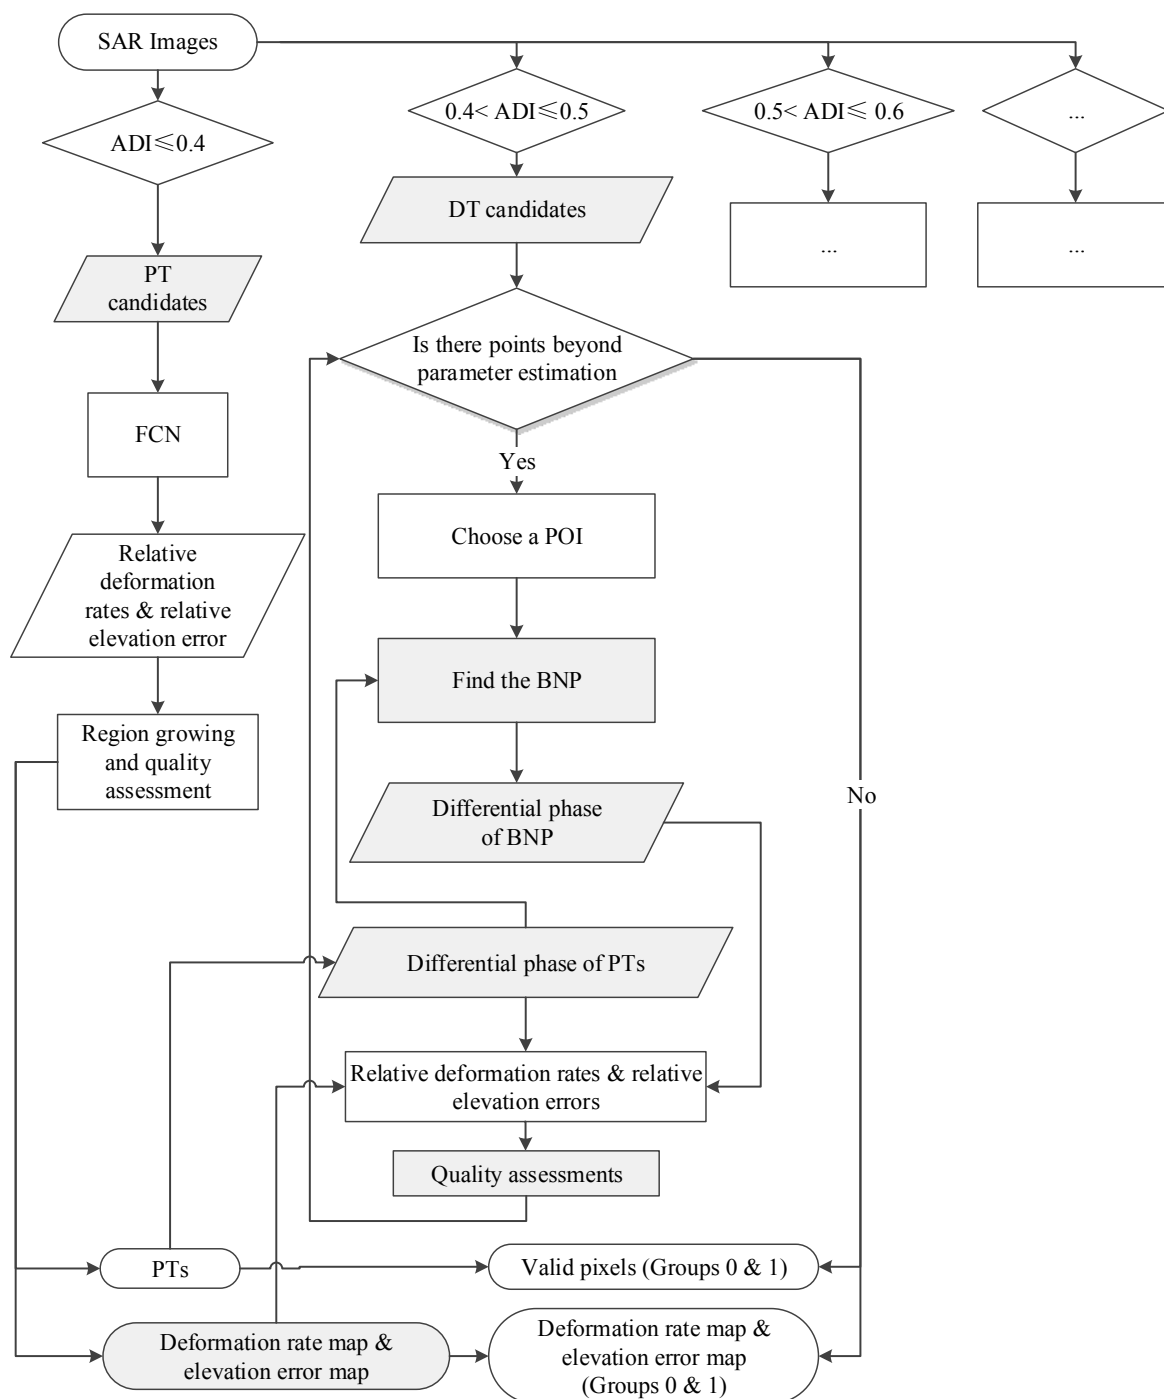 SAR Images
ADI≤0.4
0.4< ADI≤0.5
0.5< ADI≤ 0.6
...
DT candidates
...
...
PT
candidates
Is there points beyond
parameter estimation
FCN
Yes
Choose a POI
Relative
deformation
rates & relative
elevation error
Find the BNP
Region growing
and quality
assessment
Differential phase
of BNP
No
Differential phase of PTs
Relative deformation rates & relative
elevation errors
Quality assessments
PTs
Valid pixels (Groups 0 & 1)
Deformation rate map &
elevation error map
Deformation rate map &
elevation error map
(Groups 0 & 1)